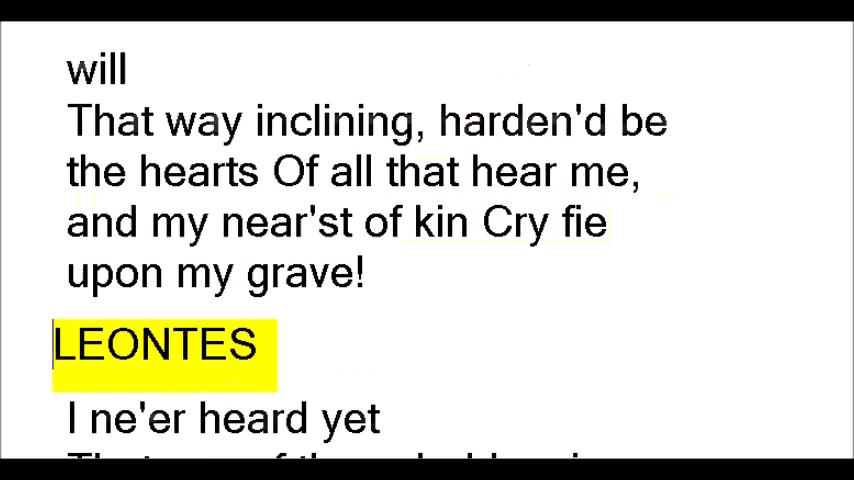 will
That way inclining, harden'd be
the hearts Of all that hear me,
and my near'st of kin Cry fie
upon my grave!
LEONTES
I ne'er heard yet